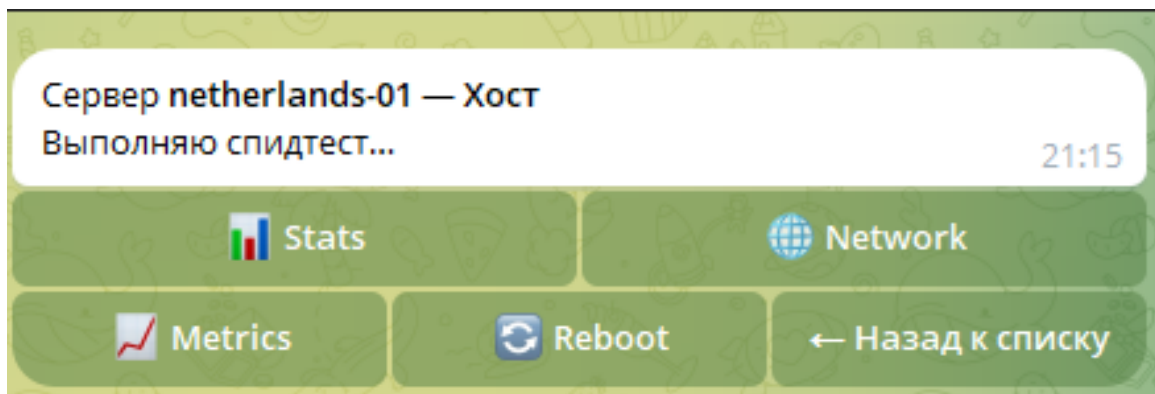 Сервер netherlands-01 — Хост
Выполняю спидтест...
21:15
Stats
Network
Metrics
Reboot
← Назад к списку